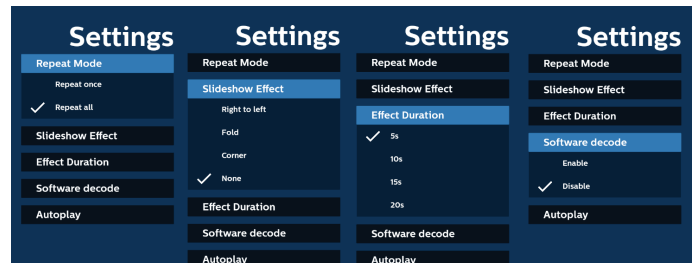 Settings
Repeat Mode
Repeat once
Repeat all
Slideshow Effect
Effect Duration
Software decode
Autoplay
Settings
Repeat Mode
Slideshow Effect
Right to left
Fold
Corner
None
Effect Duration
Software decode
Autoplay
Settings
Repeat Mode
Slideshow Effect
Effect Duration
5s
10s
15s
20s
Software decode
Autoplay
Settings
Repeat Mode
Slideshow Effect
Effect Duration
Software decode
Enable
Disable
Autoplay